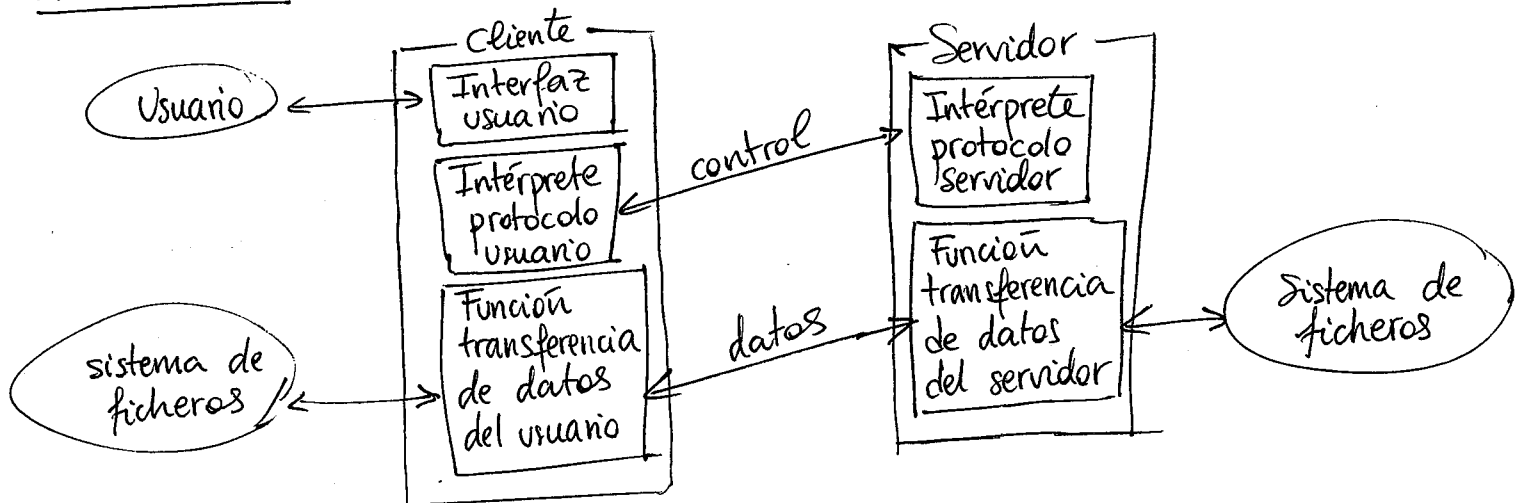 Cliente
Servidor
Usuario
Interfaz
usuario
Intérprete
protocolo
usuario
control
Intérprete
protocolo
servidor
Función
transferencia
de datos
del usuario
datos
Función
transferencia
de datos
del servidor
sistema de
ficheros
Sistema de
ficheros